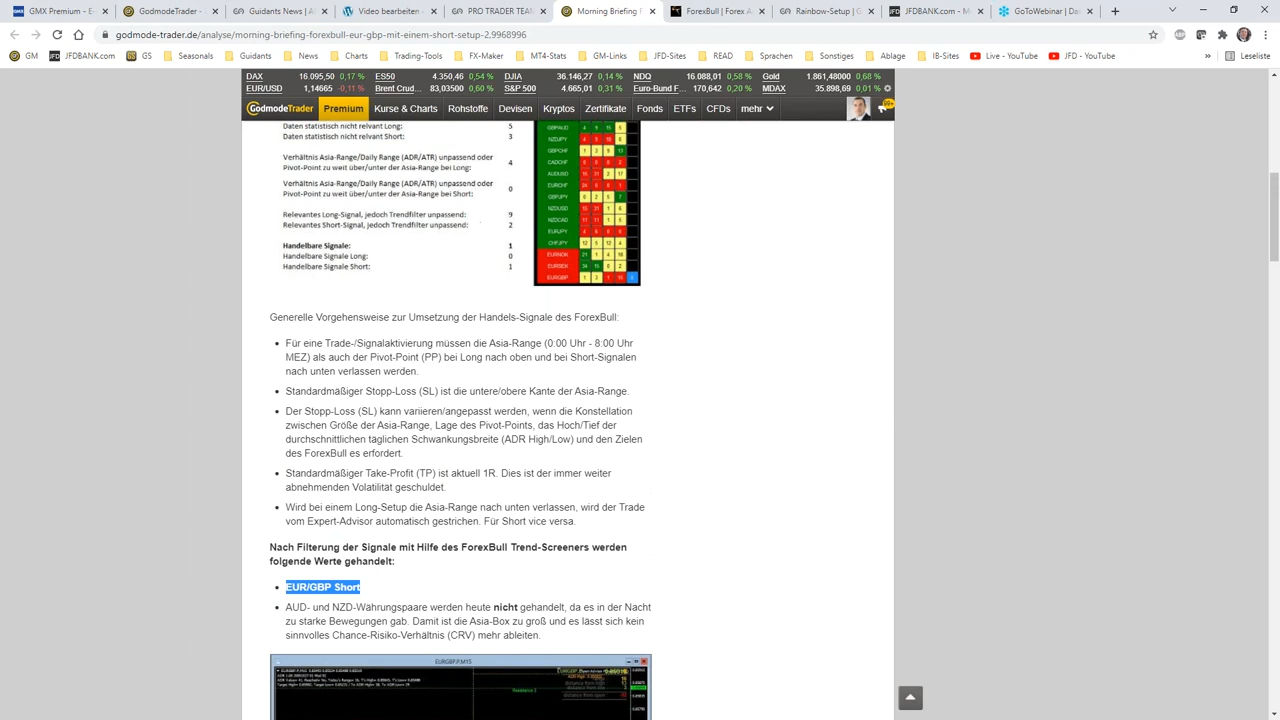 GMX Premium - E
GodmodeTrader
Guidants News A
Video bearbeiten
PRO TRADER TEAM
Morning Briefing F
ForexBull | Forex A
Rainbow-Setup | G
JFDBANK.com - M
GoToWebinar | Da
godmode-trader.de/analyse/morning-briefing-forexbull-eur-gbp-mit-einem-short-setup-2,9968996
GM
JFDBANK.com
GS
Seasons
Guidants
News
Charts
Trading-Tools
FX-Maker
MT4-Stats
GM-Links
JFD-Sites
READ
Sprachen
Sonstiges
Ablage
IB-Sites
Live - YouTube
JFD - YouTube
»
Leseliste
DAX 16.095,50 0,17 % ES50 4.350,46 0,54 % DJIA 36.146,27 0,14 % NDQ 16.088,01 0,58 % Gold 1.861,48000 0,68 %
EUR/USD 1,14665 -0,11 % Brent Crud... 83,03500 0,60 % S&P 500 4.665,01 0,31 % Euro-Bund F... 170,642 0,20 % MDAX 35.898,69 0,01 %
GodmodeTrader Premium Kurse & Charts Rohstoffe Devisen Kryptos Zertifikate Fonds ETFs CFDs mehr 99+
Daten statistisch nicht relvant Long: 5
Daten statistisch nicht relevant Short: 3
Verhältnis Asia-Range/Daily Range (ADR/ATR) unpassend oder
Pivot-Point zu weit über/unter der Asia-Range bei Long: 4
Verhältnis Asia-Range/Daily Range (ADR/ATR) unpassend oder
Pivot-Point zu weit über/unter der Asia-Range bei Short: 0
Relevantes Long-Signal, jedoch Trendfilter unpassend: 9
Relevantes Short-Signal, jedoch Trendfilter unpassend: 2
Handelbare Signale: 1
Handelbare Signale Long: 0
Handelbare Signale Short: 1
GBPAUD
NZDJPY
GBPCHF
CADCHF
AUDUSD
EURCHF
GBPJPY
NZDUSD
NZDCAD
EURJPY
CHFJPY
EURNOK
EURSEK
EURGBP
Generelle Vorgehensweise zur Umsetzung der Handels-Signale des ForexBull:
• Für eine Trade-/Signalaktivierung müssen die Asia-Range (0:00 Uhr - 8:00 Uhr
MEZ) als auch der Pivot-Point (PP) bei Long nach oben und bei Short-Signalen
nach unten verlassen werden.
• Standardmäßiger Stopp-Loss (SL) ist die untere/obere Kante der Asia-Range.
• Der Stopp-Loss (SL) kann variieren/angepasst werden, wenn die Konstellation
zwischen Größe der Asia-Range, Lage des Pivot-Points, das Hoch/Tief der
durchschnittlichen täglichen Schwankungsbreite (ADR High/Low) und den Zielen
des ForexBull es erfordert.
• Standardmäßiger Take-Profit (TP) ist aktuell 1R. Dies ist der immer weiter
abnehmenden Volatilität geschuldet.
• Wird bei einem Long-Setup die Asia-Range nach unten verlassen, wird der Trade
vom Expert-Advisor automatisch gestrichen. Für Short vice versa.
Nach Filterung der Signale mit Hilfe des ForexBull Trend-Screeners werden
folgende Werte gehandelt:
• EUR/GBP Short
• AUD- und NZD-Währungspaare werden heute nicht gehandelt, da es in der Nacht
zu starke Bewegungen gab. Damit ist die Asia-Box zu groß und es lässt sich kein
sinnvolles Chance-Risiko-Verhältnis (CRV) mehr ableiten.
EURGBP.P,M15